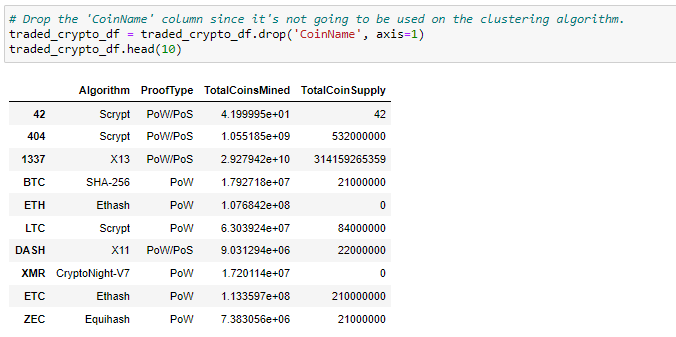 # Drop the 'CoinName' column since it's not going to be used on the clustering algorithm.
traded_crypto_df = traded_crypto_df.drop('CoinName', axis=1)
traded_crypto_df.head(10)
Algorithm ProofType TotalCoinsMined TotalCoinSupply
42 Scrypt PoW/PoS 4.199995e+01 42
404 Scrypt PoW/PoS 1.055185e+09 532000000
1337 X13 PoW/PoS 2.927942e+10 314159265359
BTC SHA-256 PoW 1.792718e+07 21000000
ETH Ethash PoW 1.076842e+08 0
LTC Scrypt PoW 6.303924e+07 84000000
DASH X11 PoW/PoS 9.031294e+06 22000000
XMR CryptoNight-V7 PoW 1.720114e+07 0
ETC Ethash PoW 1.133597e+08 210000000
ZEC Equihash PoW 7.383056e+06 21000000